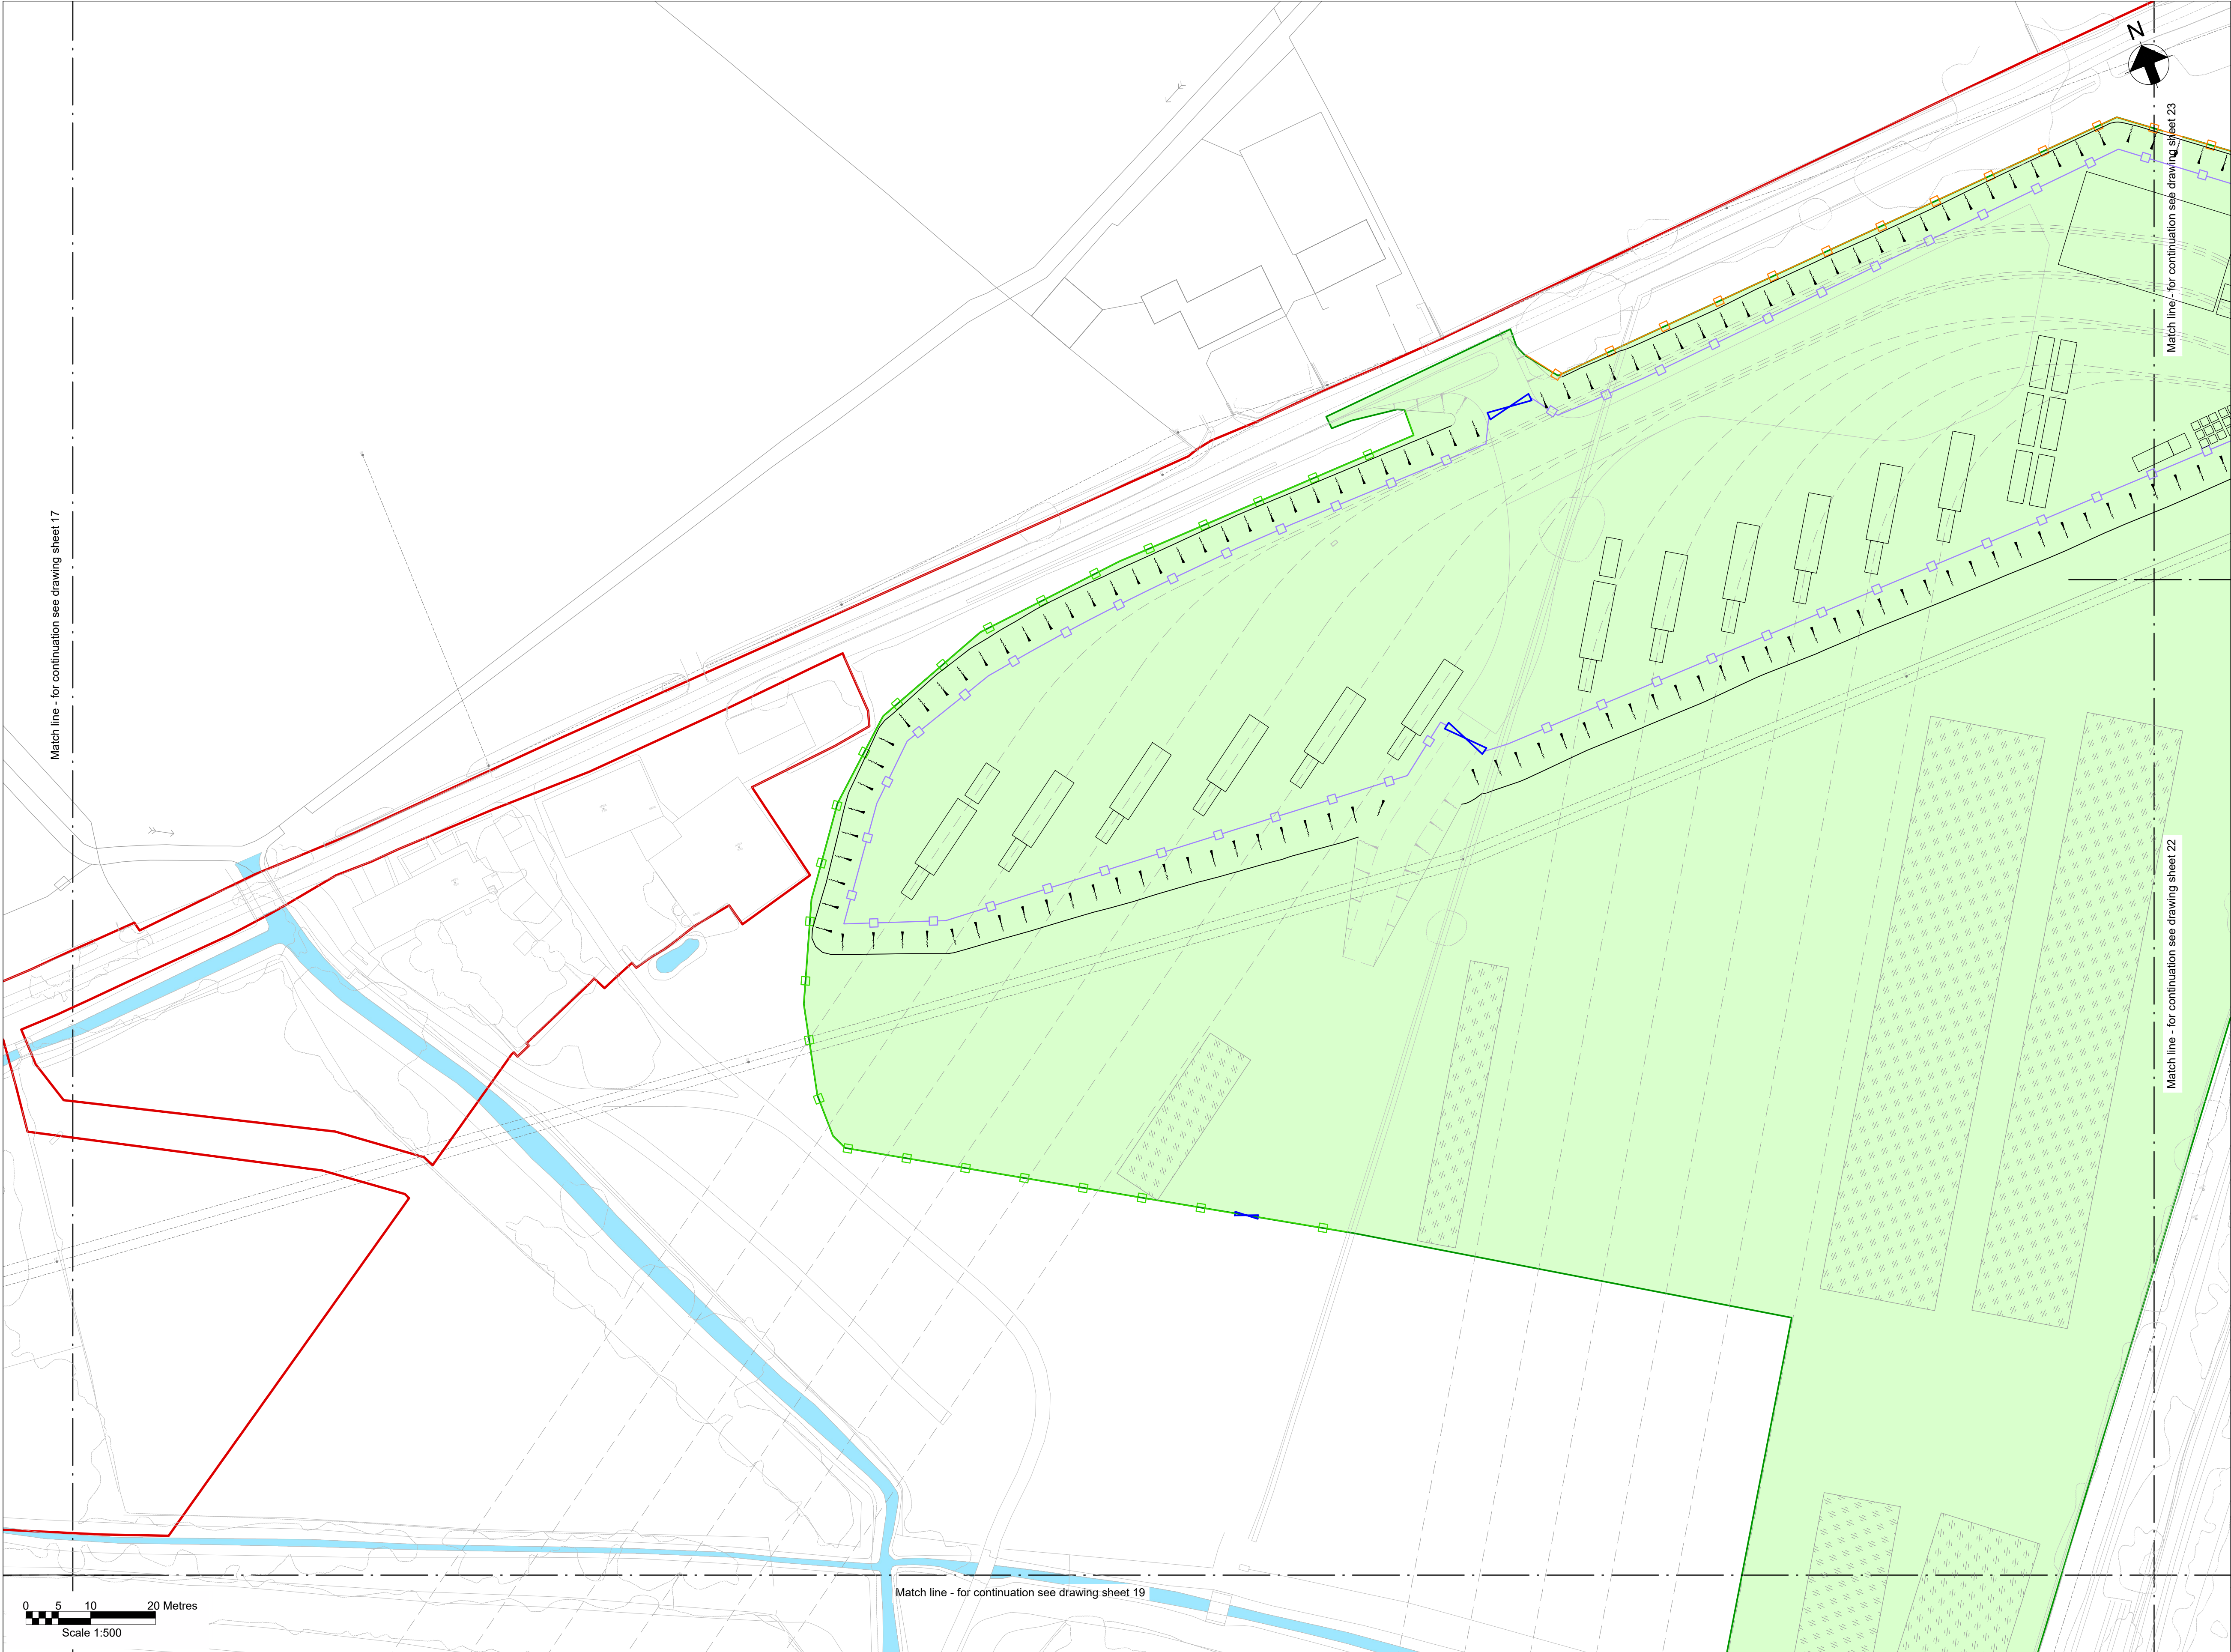 N
Match line - for continuation see drawing sheet 23
Match line - for continuation see drawing sheet 17
Match line - for continuation see drawing sheet 22
Match line - for continuation see drawing sheet 19
0 5 10 20 Metres
Scale 1:500